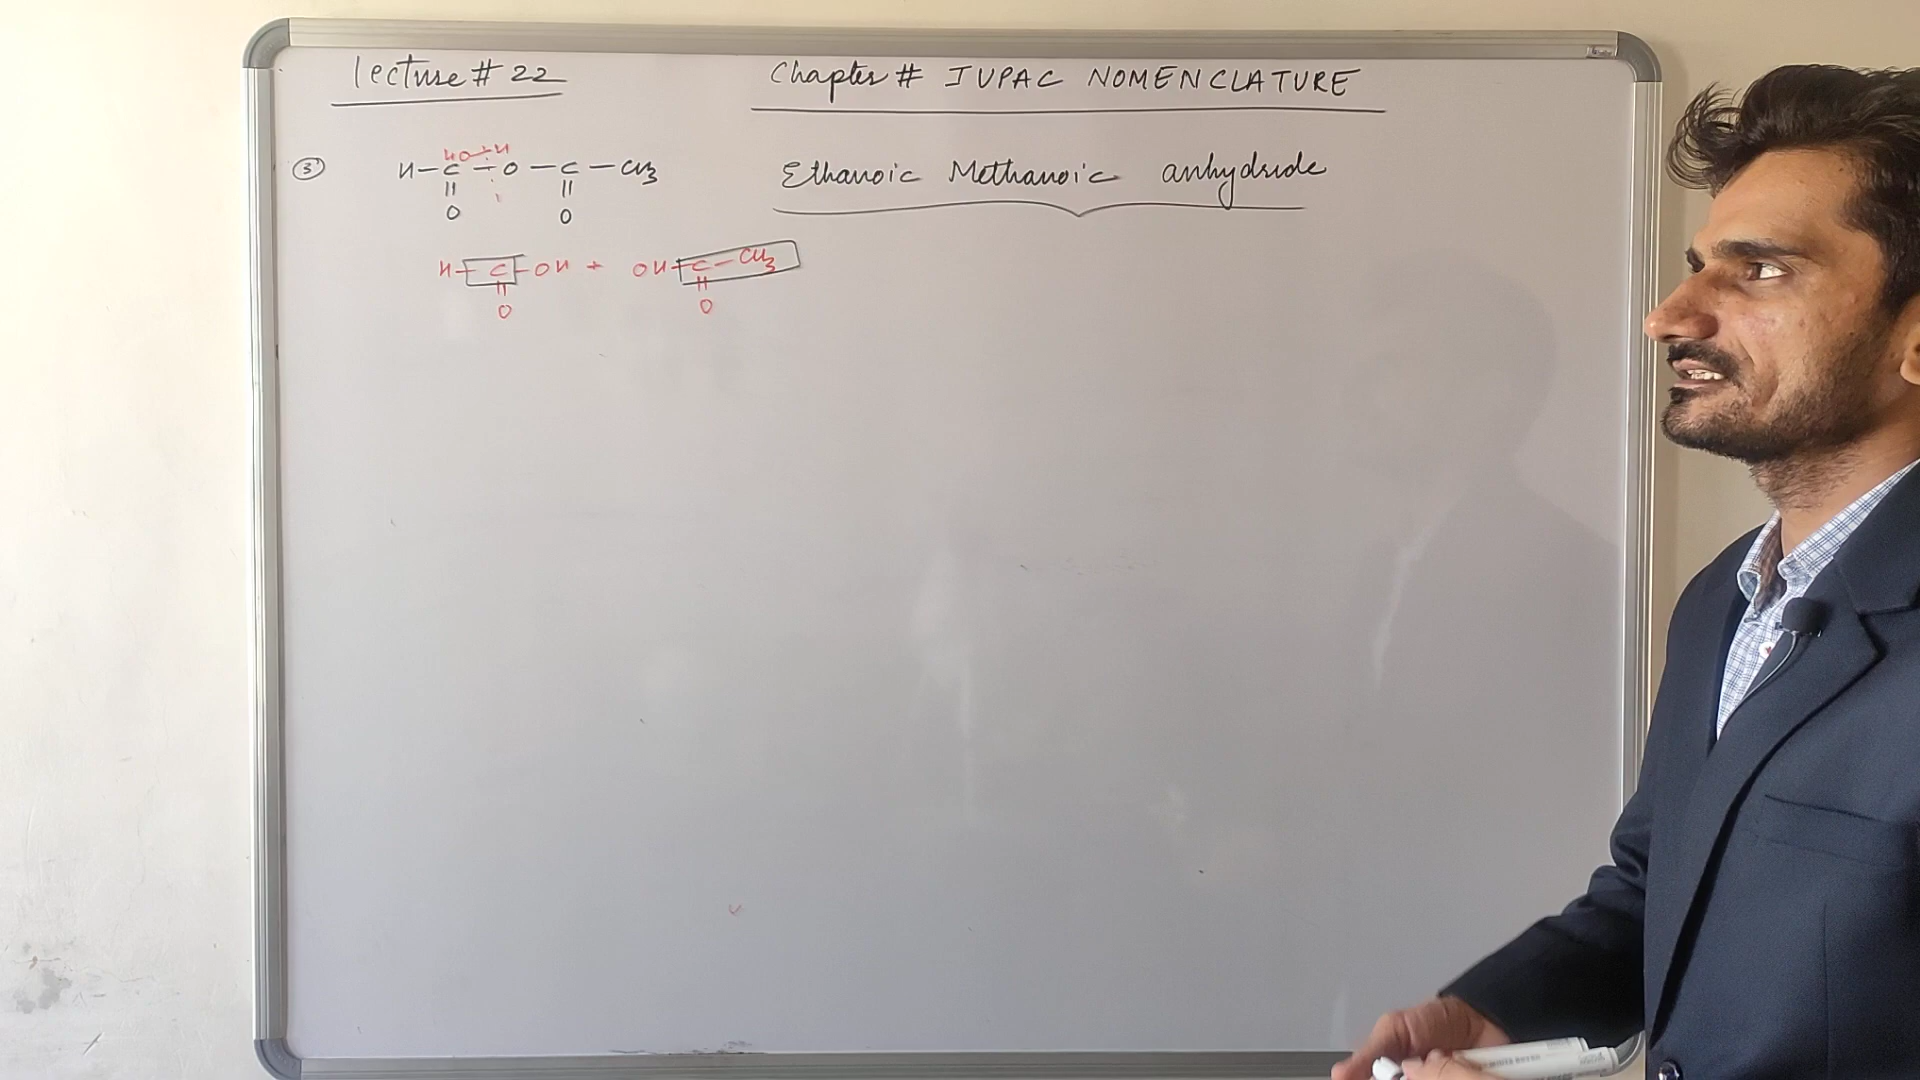 Lecture # 22
Chapter # IUPAC NOMENCLATURE
③ H-C-O-C-CH3
HO H
|| ||
O O
Ethanoic Methanoic anhydride
H-C-OH + OH-C-CH3
|| ||
O O